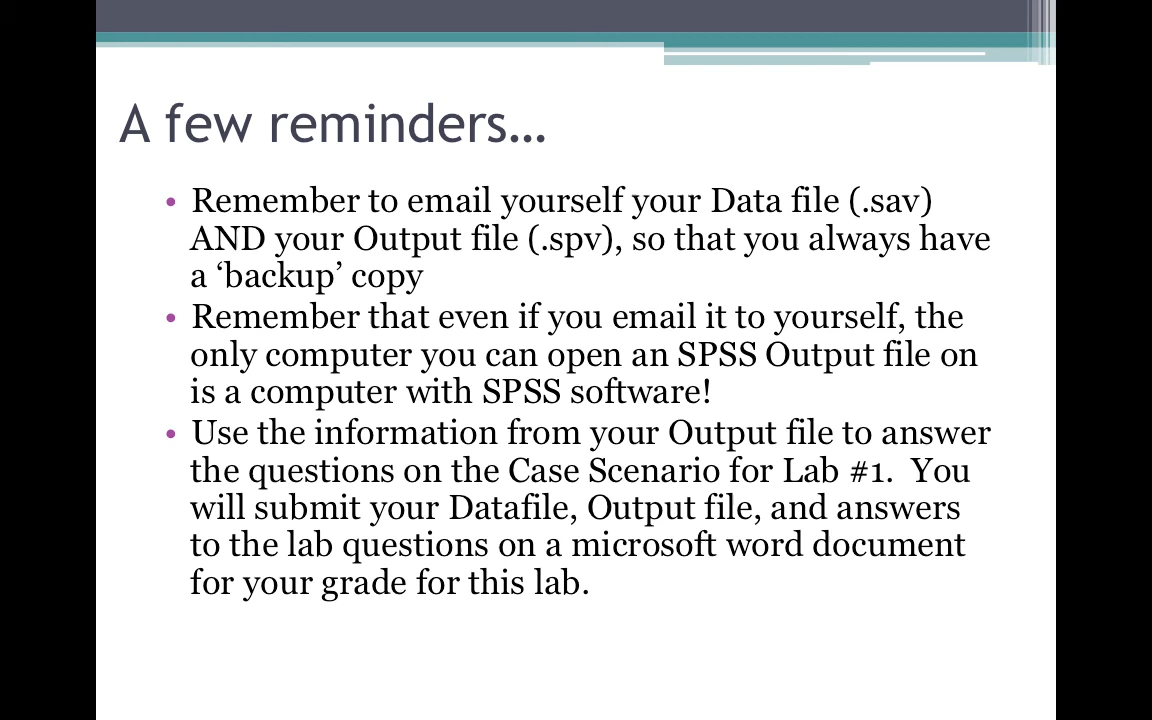 A few reminders…
• Remember to email yourself your Data file (.sav)
AND your Output file (.spv), so that you always have
a ‘backup’ copy
• Remember that even if you email it to yourself, the
only computer you can open an SPSS Output file on
is a computer with SPSS software!
• Use the information from your Output file to answer
the questions on the Case Scenario for Lab #1.  You
will submit your Datafile, Output file, and answers
to the lab questions on a microsoft word document
for your grade for this lab.